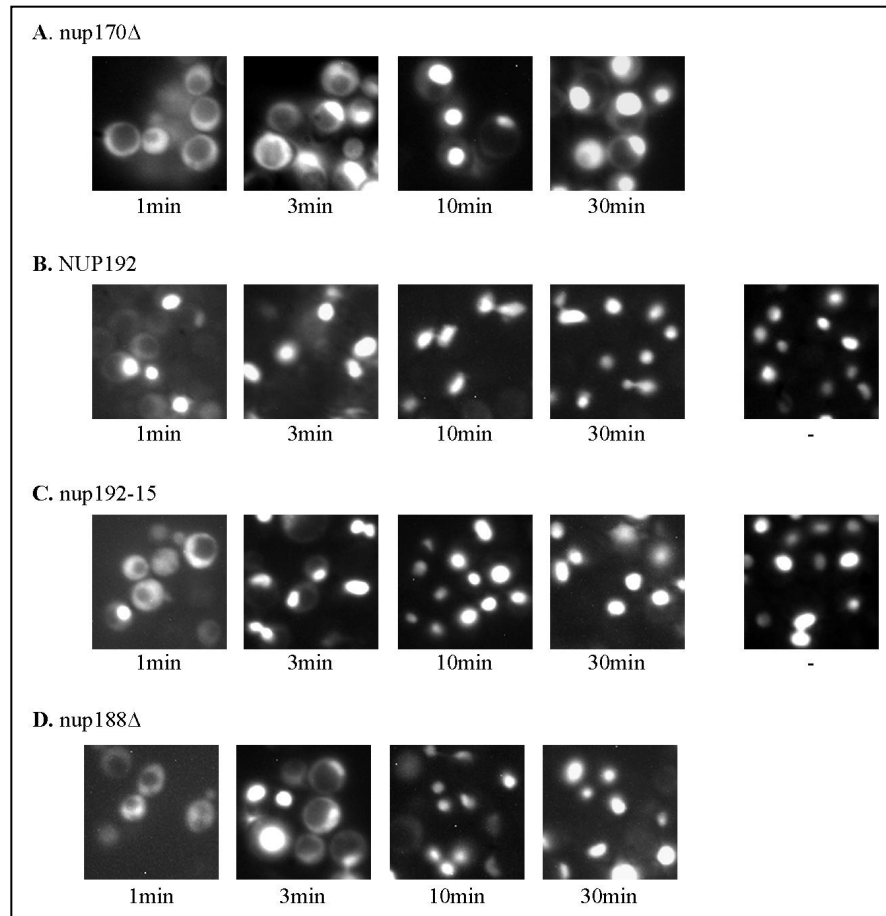 A. nup170Δ
1min 3min 10min 30min
B. NUP192
1min 3min 10min 30min -
C. nup192-15
1min 3min 10min 30min -
D. nup188Δ
1min 3min 10min 30min